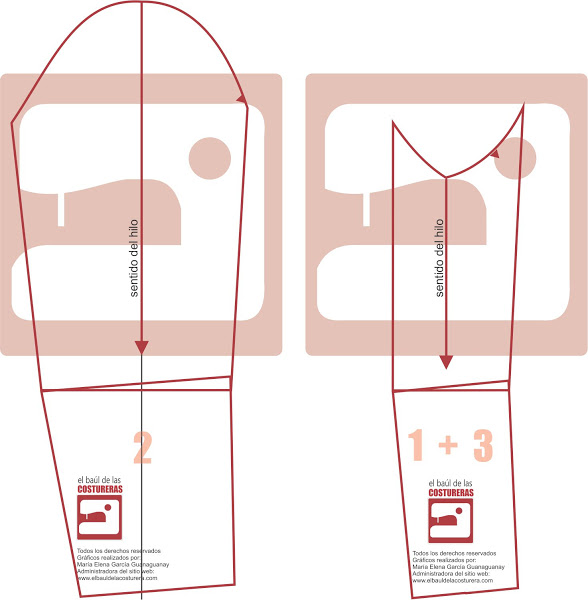 sentido del hilo
2
el baúl de las
COSTURERAS
Todos los derechos reservados
Gráficos realizados por:
María Elena García Guanaguanay
Administradora del sitio web:
www.elbauldelacosturera.com
sentido del hilo
1 + 3
el baúl de las
COSTURERAS
Todos los derechos reservados
Gráficos realizados por:
María Elena García Guanaguanay
Administradora del sitio web:
www.elbauldelacosturera.com